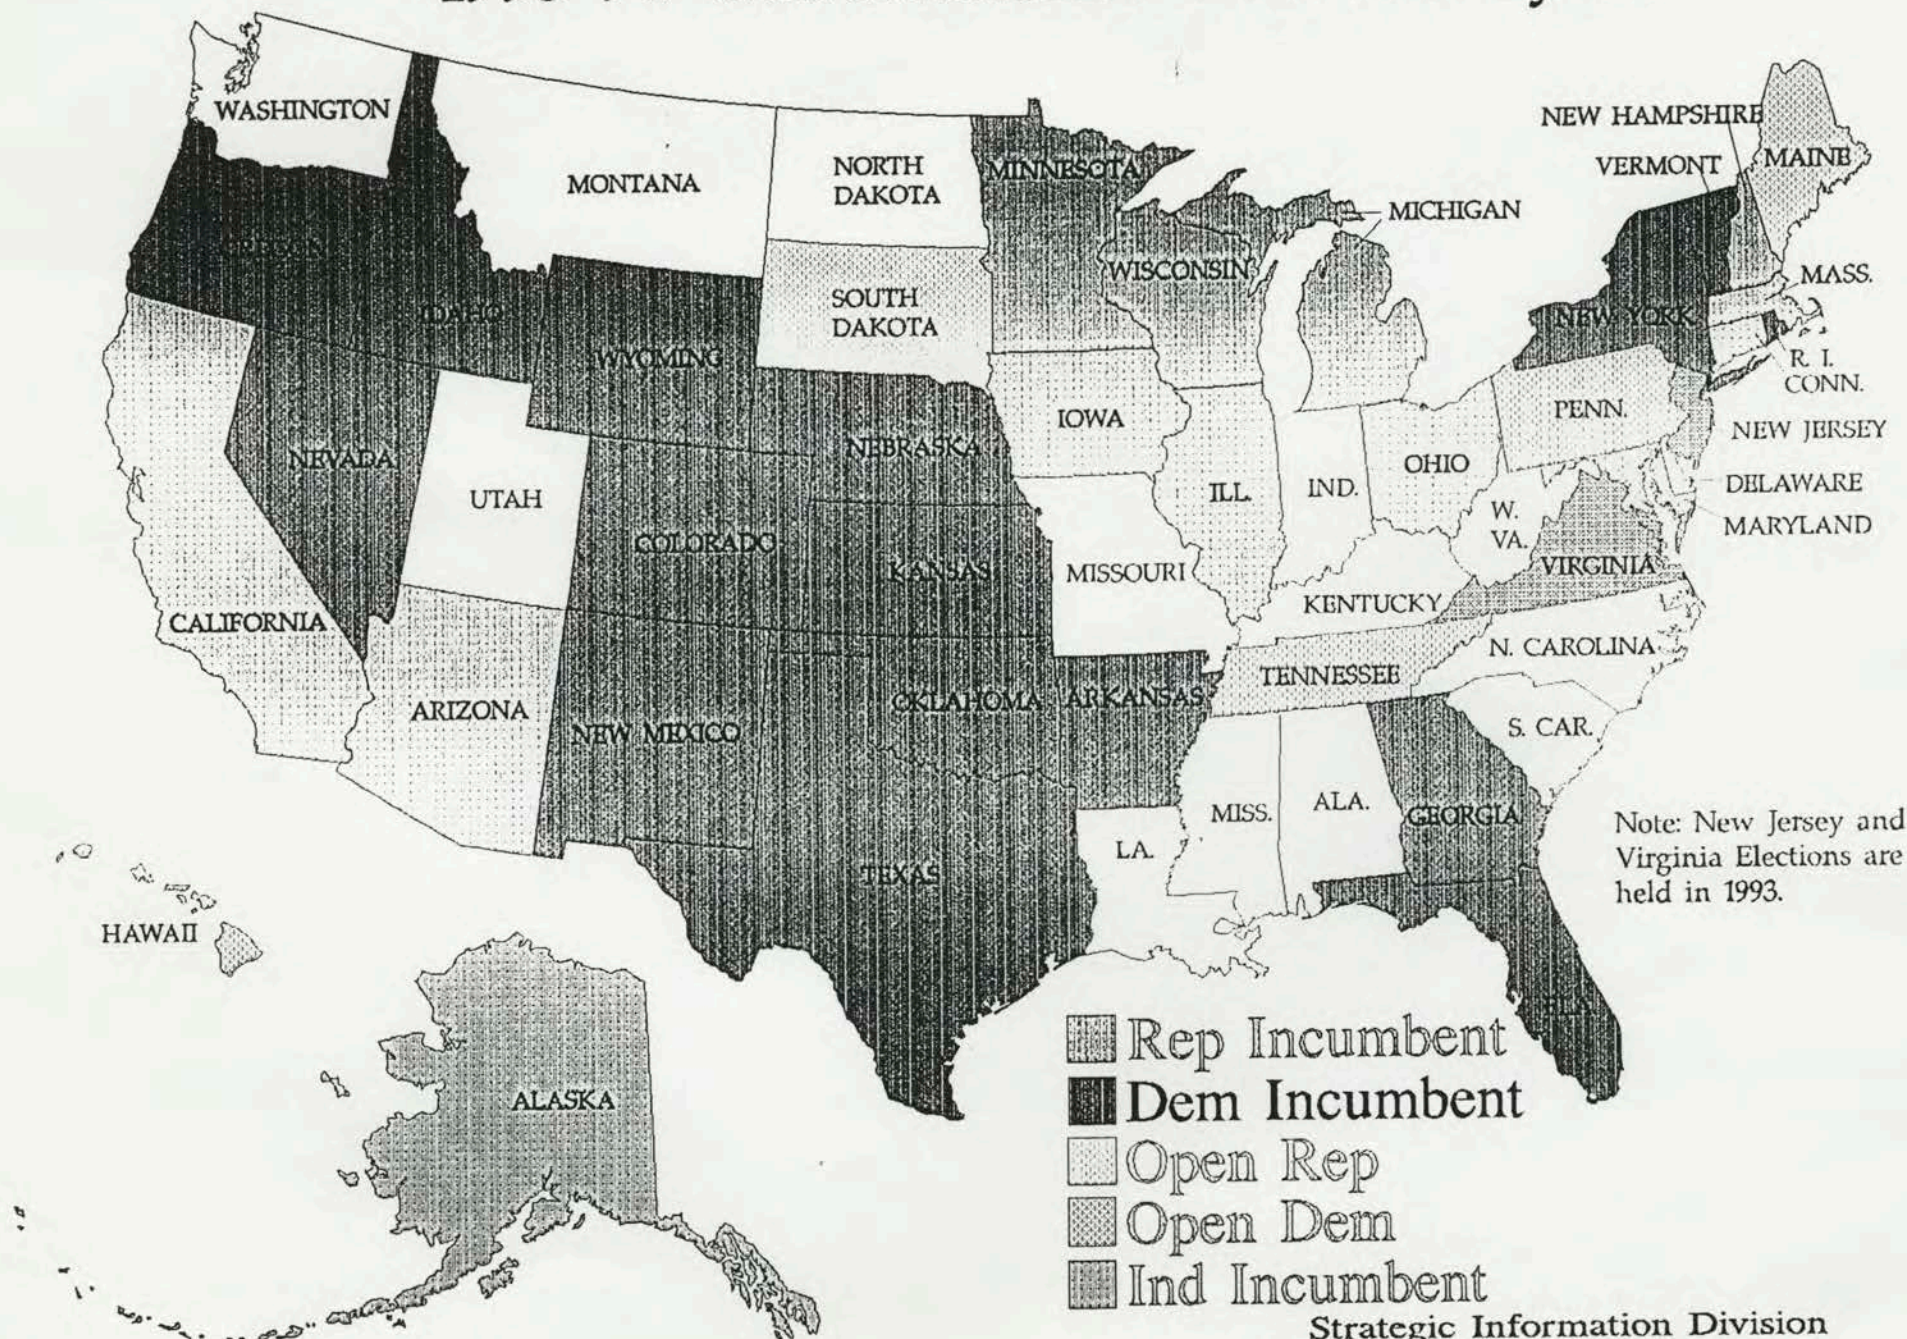 WASHINGTON
MONTANA
NORTH
DAKOTA
MINNESOTA
NEW HAMPSHIRE
VERMONT
MAINE
MICHIGAN
OREGON
IDAHO
WYOMING
SOUTH
DAKOTA
WISCONSIN
NEW YORK
MASS.
R. I.
CONN.
NEVADA
UTAH
COLORADO
NEBRASKA
IOWA
ILL.
IND.
OHIO
PENN.
NEW JERSEY
DELAWARE
MARYLAND
W.
VA.
VIRGINIA
CALIFORNIA
KANSAS
MISSOURI
KENTUCKY
N. CAROLINA
ARIZONA
NEW MEXICO
OKLAHOMA
ARKANSAS
TENNESSEE
S. CAR.
TEXAS
LA.
MISS.
ALA.
GEORGIA
FLA.
HAWAII
ALASKA
Note: New Jersey and
Virginia Elections are
held in 1993.
Rep Incumbent
Dem Incumbent
Open Rep
Open Dem
Ind Incumbent
Strategic Information Division